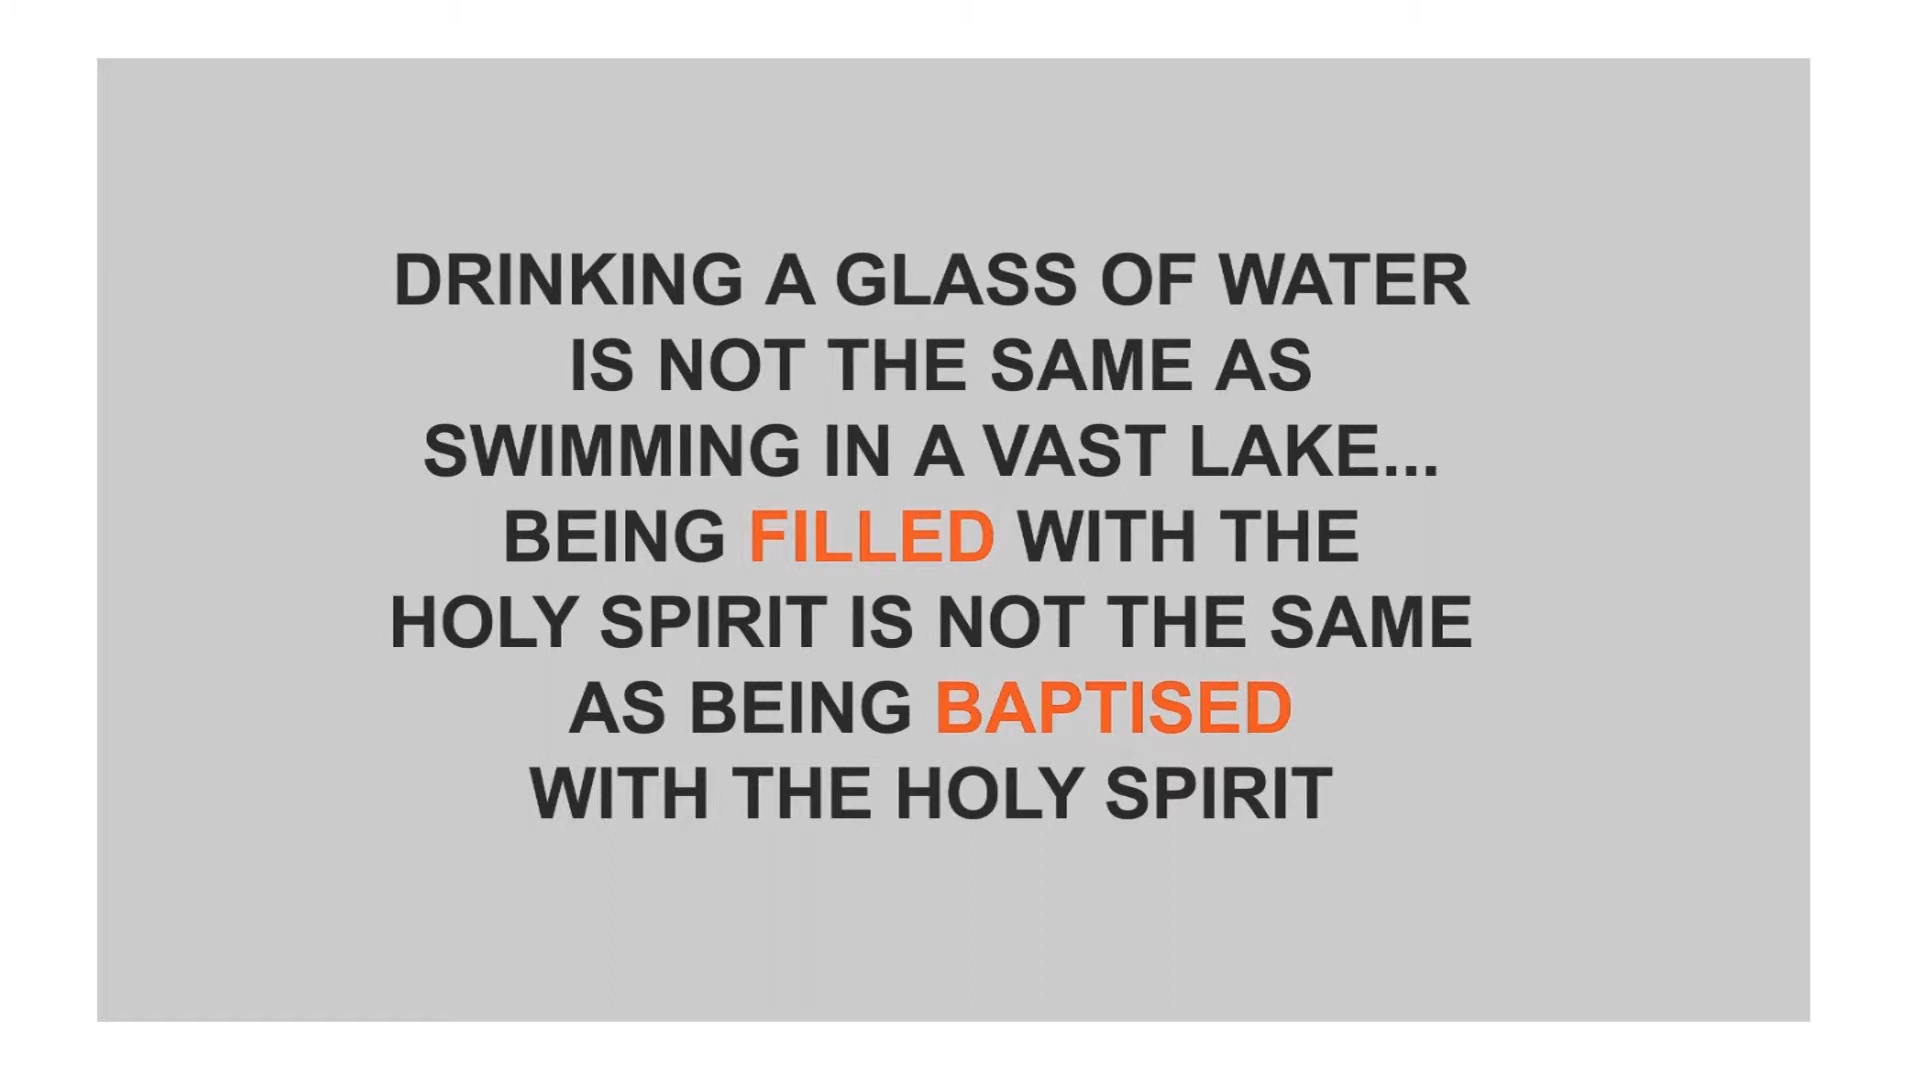 DRINKING A GLASS OF WATER
IS NOT THE SAME AS
SWIMMING IN A VAST LAKE...
BEING FILLED WITH THE
HOLY SPIRIT IS NOT THE SAME
AS BEING BAPTISED
WITH THE HOLY SPIRIT